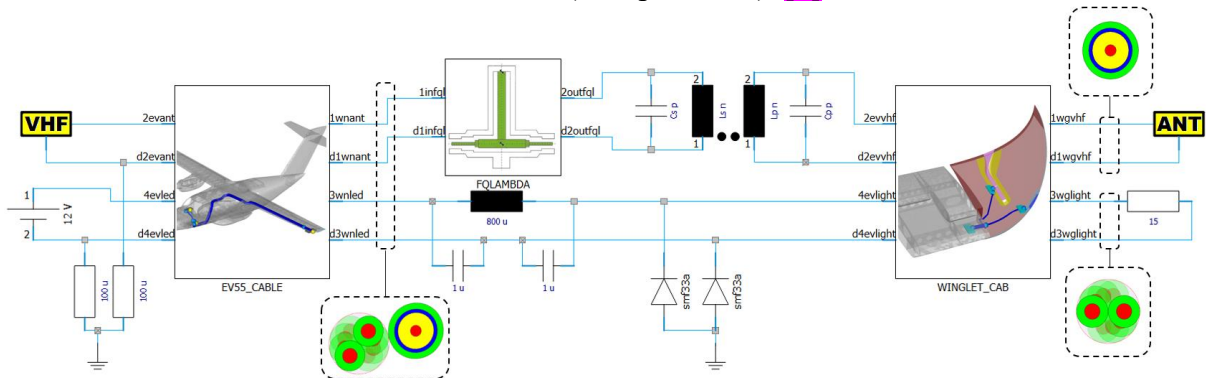 VHF
2evant
d2evant
4evled
d4evled
1
12 V
2
100 u
100 u
EV55_CABLE
1wnant
d1wnant
3wnled
d3wnled
1infql
d1infql
2outfql
d2outfql
FQLAMBDA
800 u
1 u
1 u
Cs p
2
Ls n
1
2
Lp n
1
Cp p
smf33a
smf33a
2evvhf
d2evvhf
4evlight
d4evlight
WINGLET_CAB
1wgvhf
d1wgvhf
3wglight
d3wglight
ANT
15